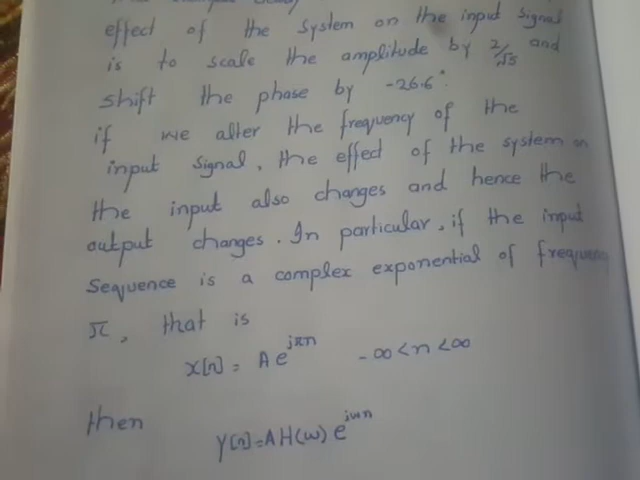 effect of the system on the input signal
is to scale the amplitude by 2/√5 and
shift the phase by -26.6°.
if we alter the frequency of the
input signal, the effect of the system on
the input also changes and hence the
output changes. In particular, if the input
sequence is a complex exponential of frequency
π, that is
x[n] = A e^{jπn} -∞ < n < ∞
then
y[n] = A H(ω) e^{jωn}